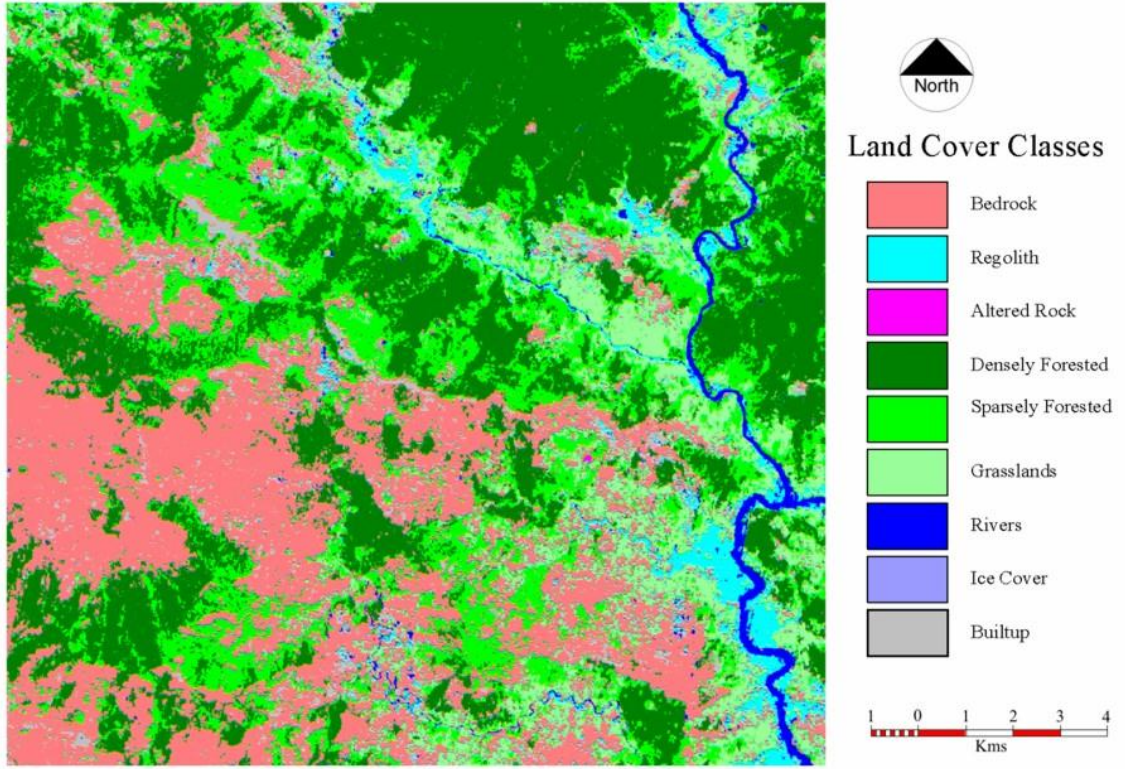 North
Land Cover Classes
Bedrock
Regolith
Altered Rock
Densely Forested
Sparsely Forested
Grasslands
Rivers
Ice Cover
Builtup
1 0 1 2 3 4
Kms